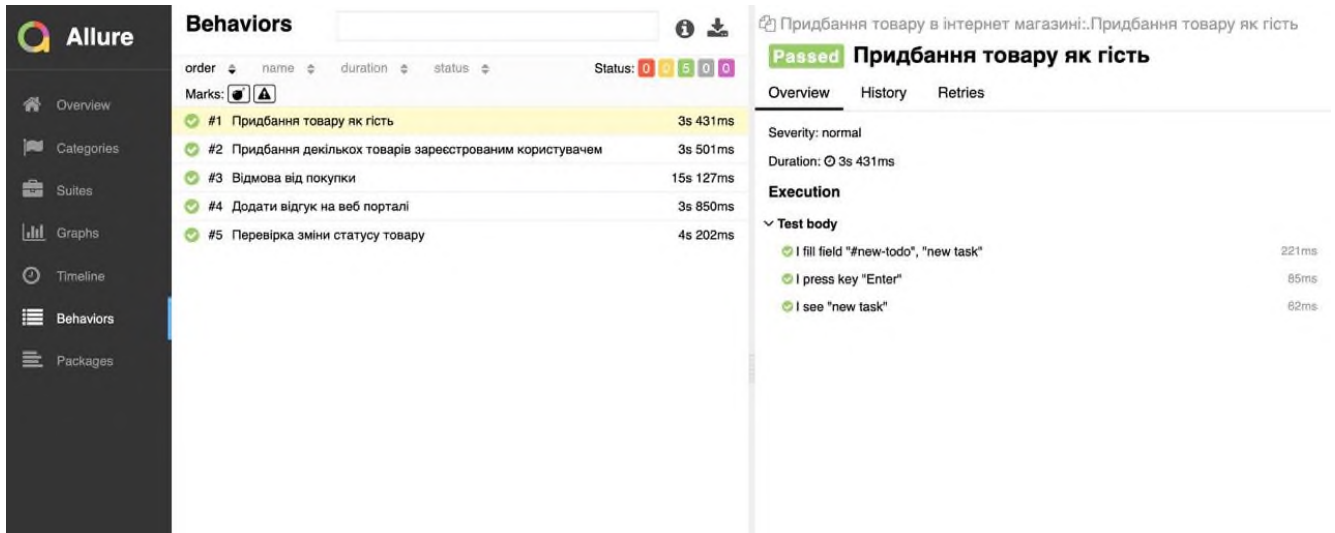 Allure
Overview
Categories
Suites
Graphs
Timeline
Behaviors
Packages
Behaviors
order name duration status Status: 0 0 5 0 0
Marks:
#1 Придбання товару як гість 3s 431ms
#2 Придбання декількох товарів зареєстрованим користувачем 3s 501ms
#3 Відмова від покупки 15s 127ms
#4 Додати відгук на веб порталі 3s 850ms
#5 Перевірка зміни статусу товару 4s 202ms
Придбання товару в інтернет магазині:.Придбання товару як гість
Passed Придбання товару як гість
Overview History Retries
Severity: normal
Duration: 3s 431ms
Execution
Test body
I fill field "#new-todo", "new task" 221ms
I press key "Enter" 85ms
I see "new task" 62ms